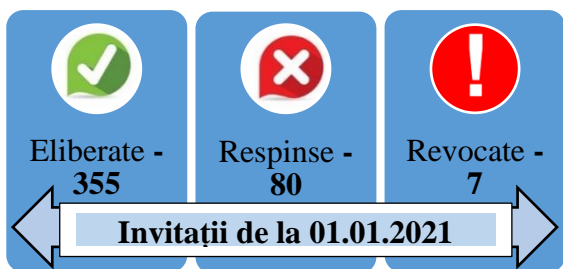 Eliberate -
355
Respinse -
80
Revocate -
7
Invitații de la 01.01.2021